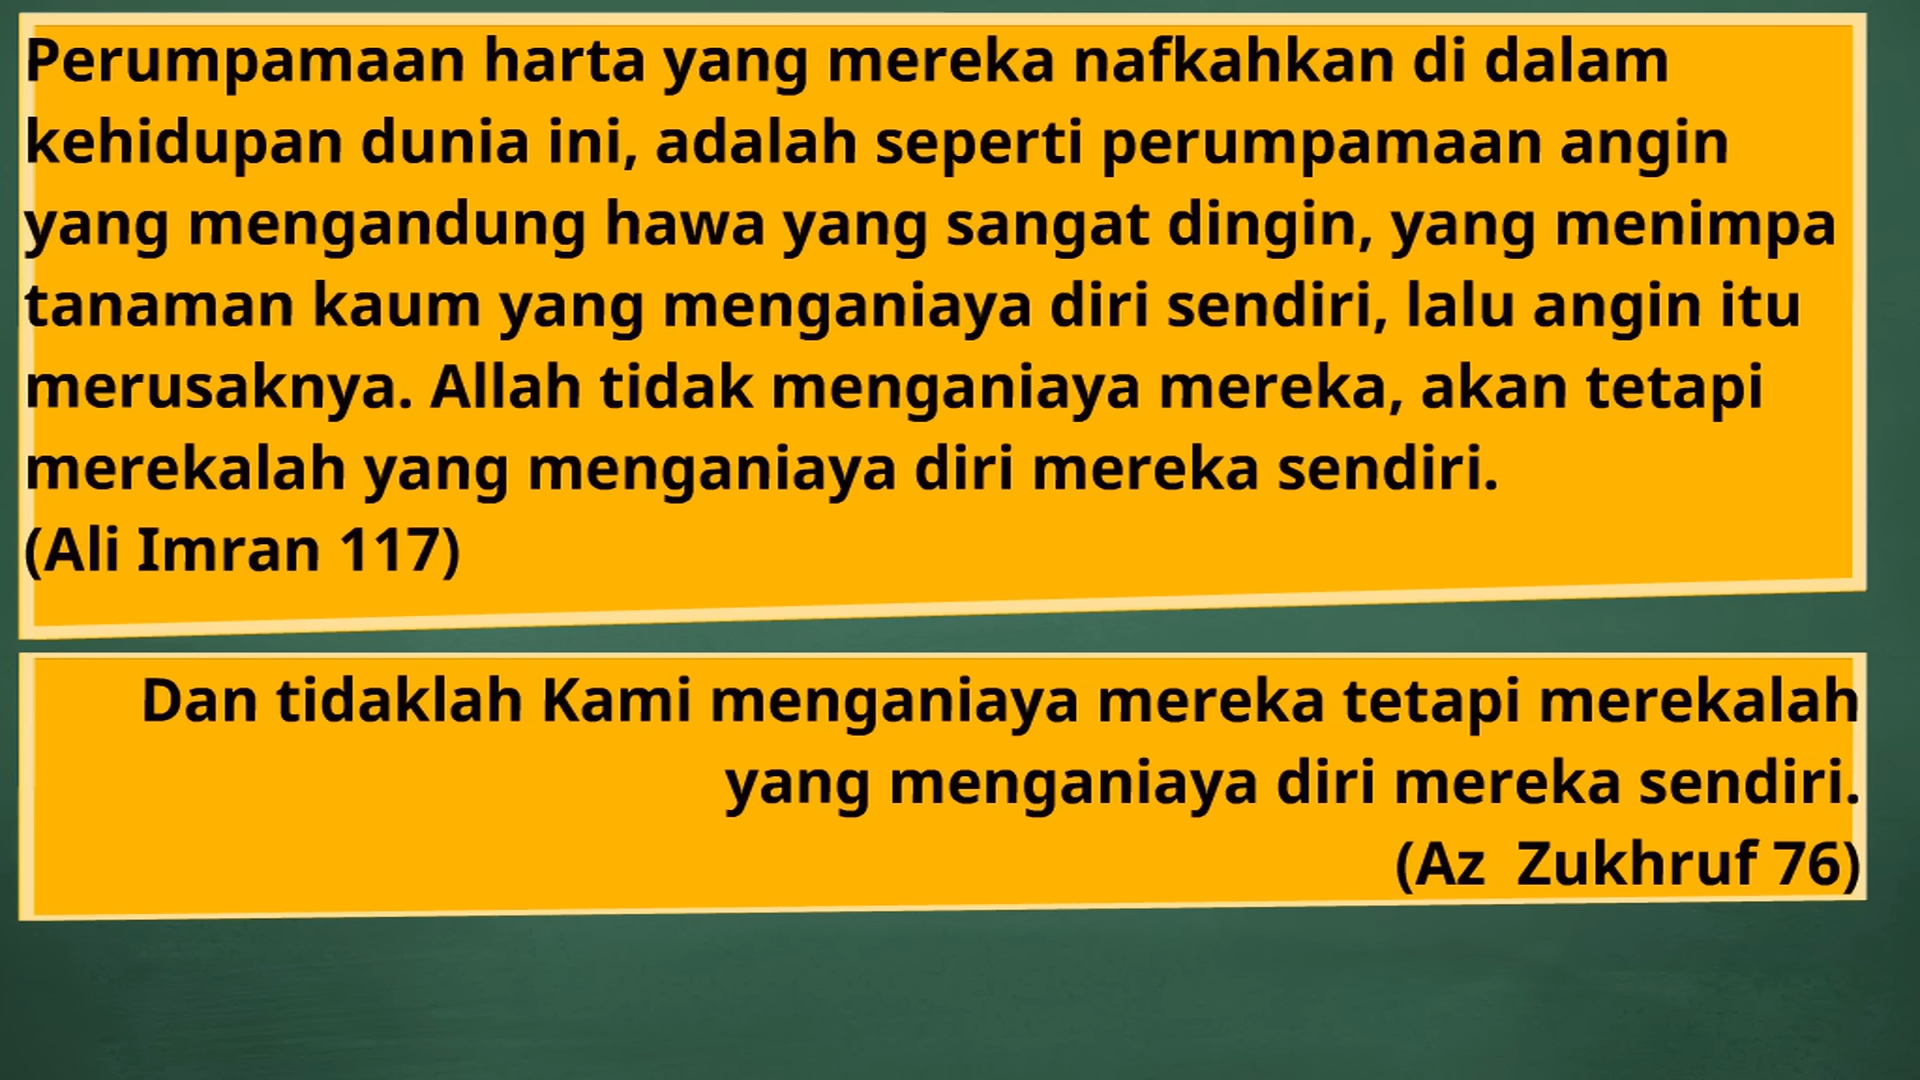 Perumpamaan harta yang mereka nafkahkan di dalam
kehidupan dunia ini, adalah seperti perumpamaan angin
yang mengandung hawa yang sangat dingin, yang menimpa
tanaman kaum yang menganiaya diri sendiri, lalu angin itu
merusaknya. Allah tidak menganiaya mereka, akan tetapi
merekalah yang menganiaya diri mereka sendiri.
(Ali Imran 117)
Dan tidaklah Kami menganiaya mereka tetapi merekalah
yang menganiaya diri mereka sendiri.
(Az  Zukhruf 76)